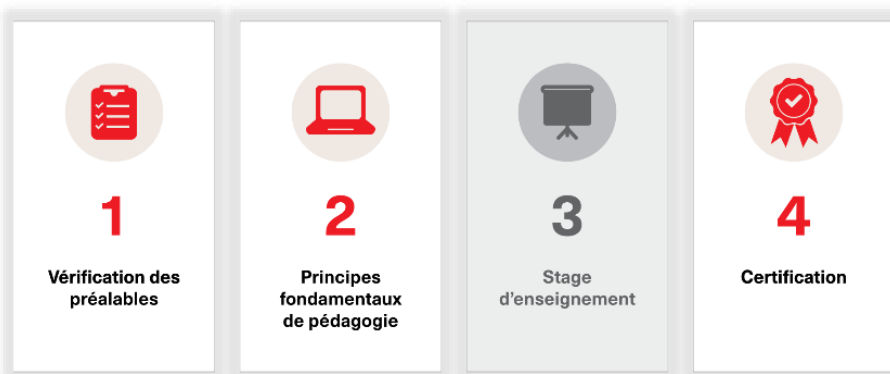 1
Vérification des
préalables
2
Principes
fondamentaux
de pédagogie
3
Stage
d'enseignement
4
Certification